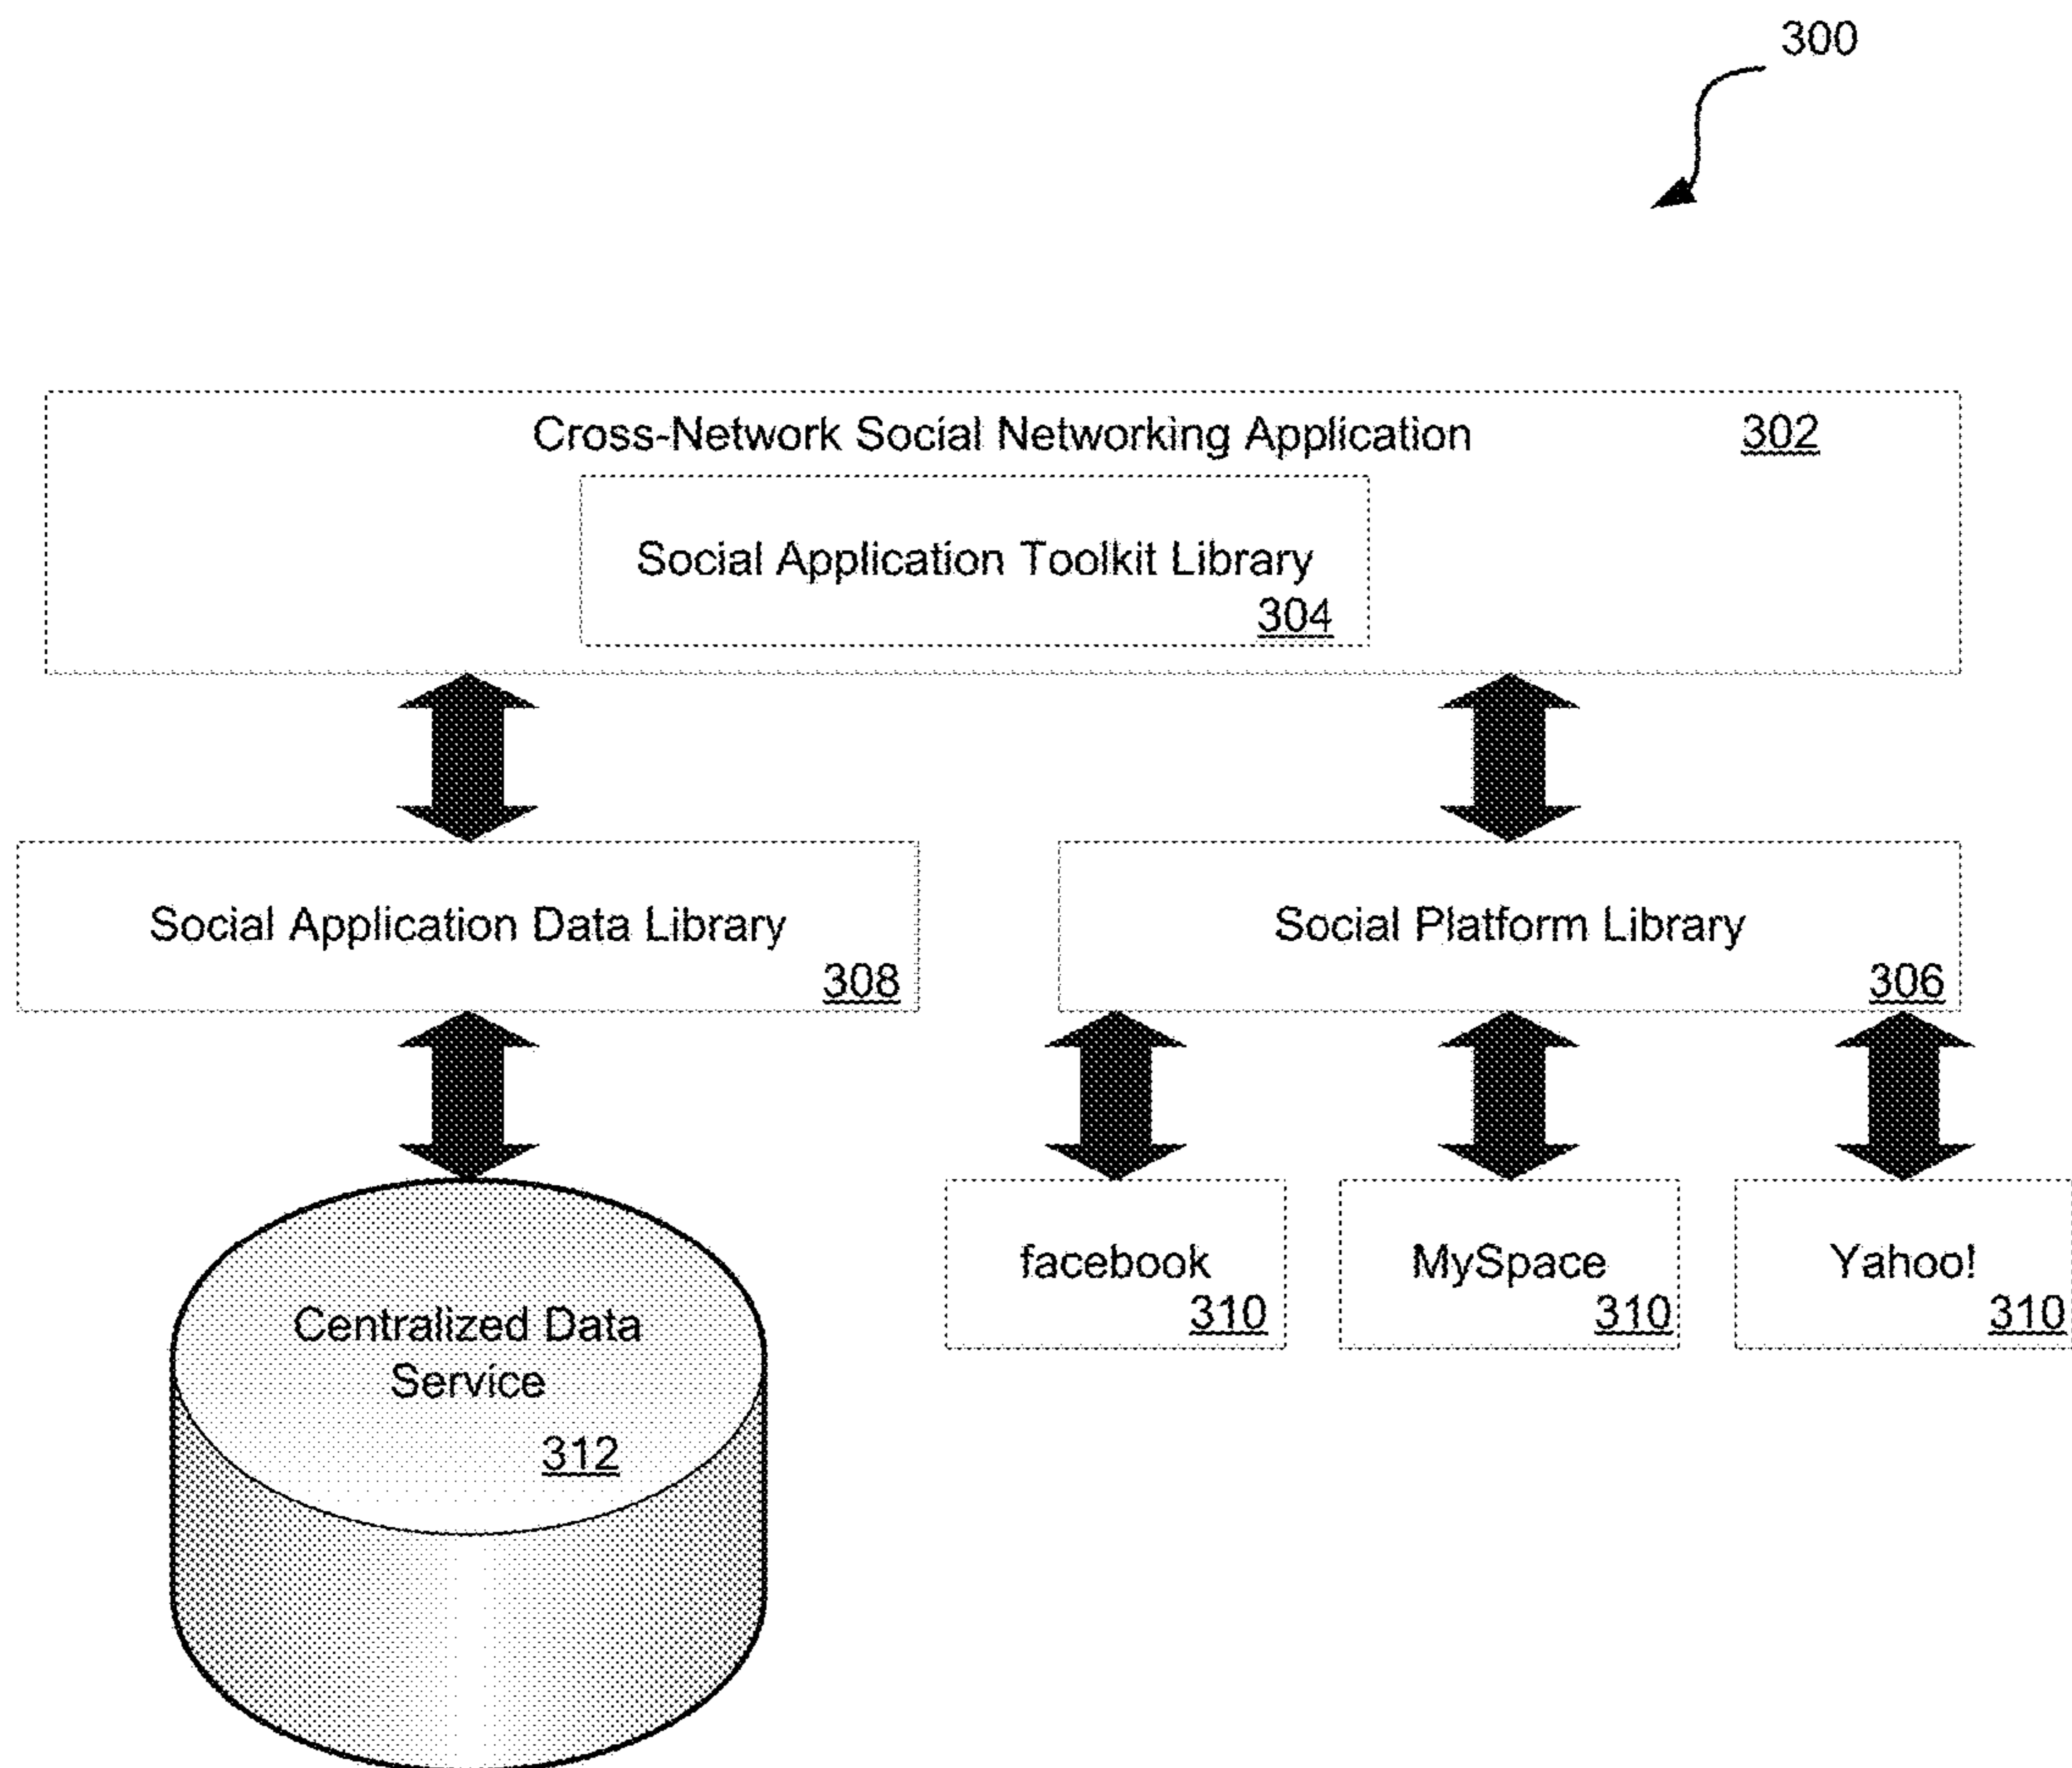 300
Cross-Network Social Networking Application 302
Social Application Toolkit Library
304
Social Application Data Library
308
Social Platform Library
306
facebook
310
MySpace
310
Yahoo!
310
Centralized Data
Service
312